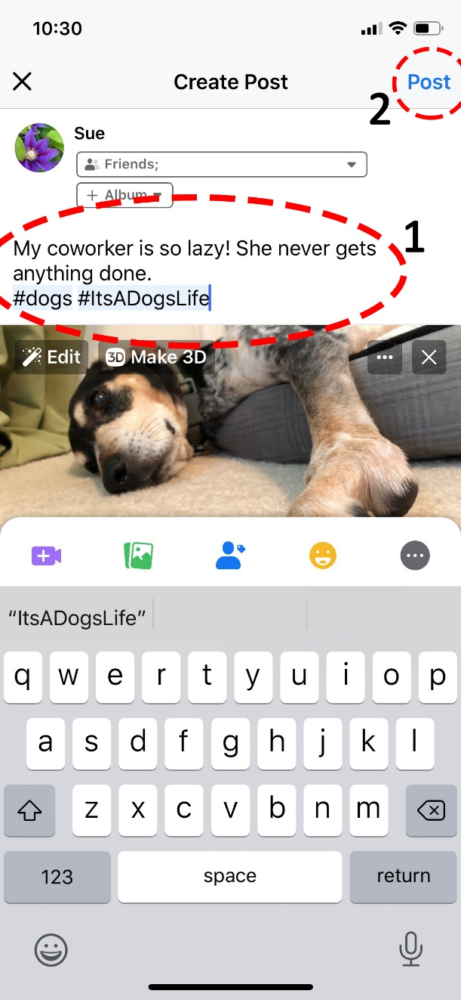 10:30
Create Post
Post
2
Sue
Friends;
+ Album
1
My coworker is so lazy! She never gets
anything done.
#dogs #ItsADogsLife
Edit
3D Make 3D
“ItsADogsLife”
q w e r t y u i o p
a s d f g h j k l
z x c v b n m
123 space return